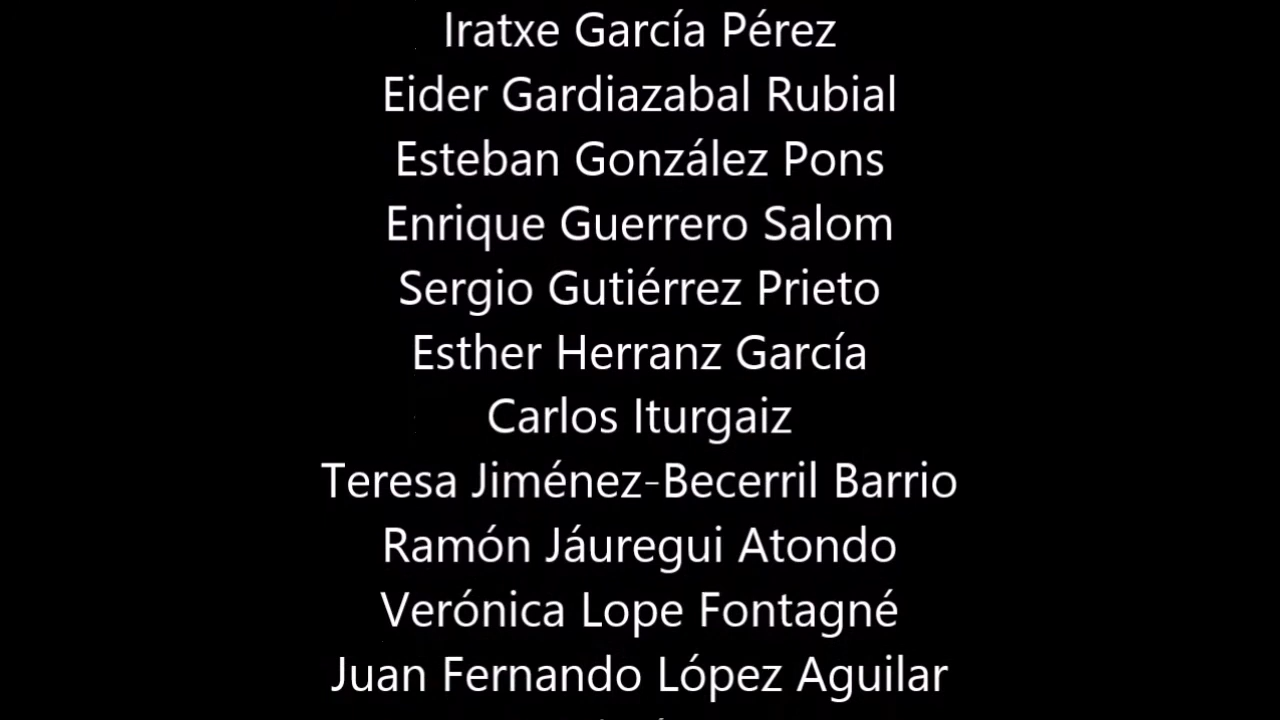 Iratxe García Pérez
Eider Gardiazabal Rubial
Esteban González Pons
Enrique Guerrero Salom
Sergio Gutiérrez Prieto
Esther Herranz García
Carlos Iturgaiz
Teresa Jiménez-Becerril Barrio
Ramón Jáuregui Atondo
Verónica Lope Fontagné
Juan Fernando López Aguilar